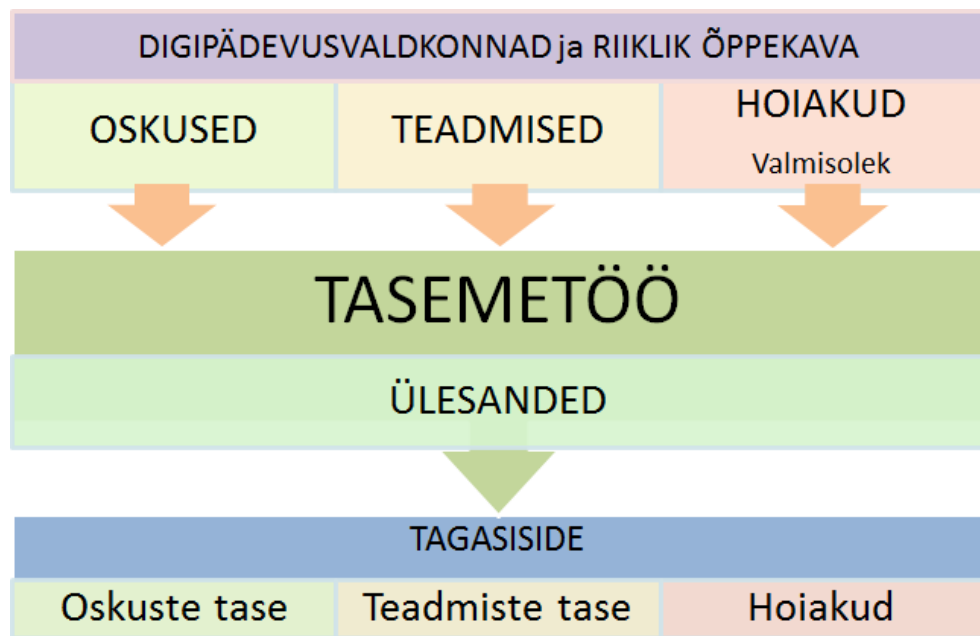 DIGIPÄDEVUSVALDKONNAD ja RIIKLIK ÕPPEKAVA
OSKUSED
TEADMISED
HOIAKUD
Valmisolek
TASEMETÖÖ
ÜLESANDED
TAGASISIDE
Oskuste tase
Teadmiste tase
Hoiakud